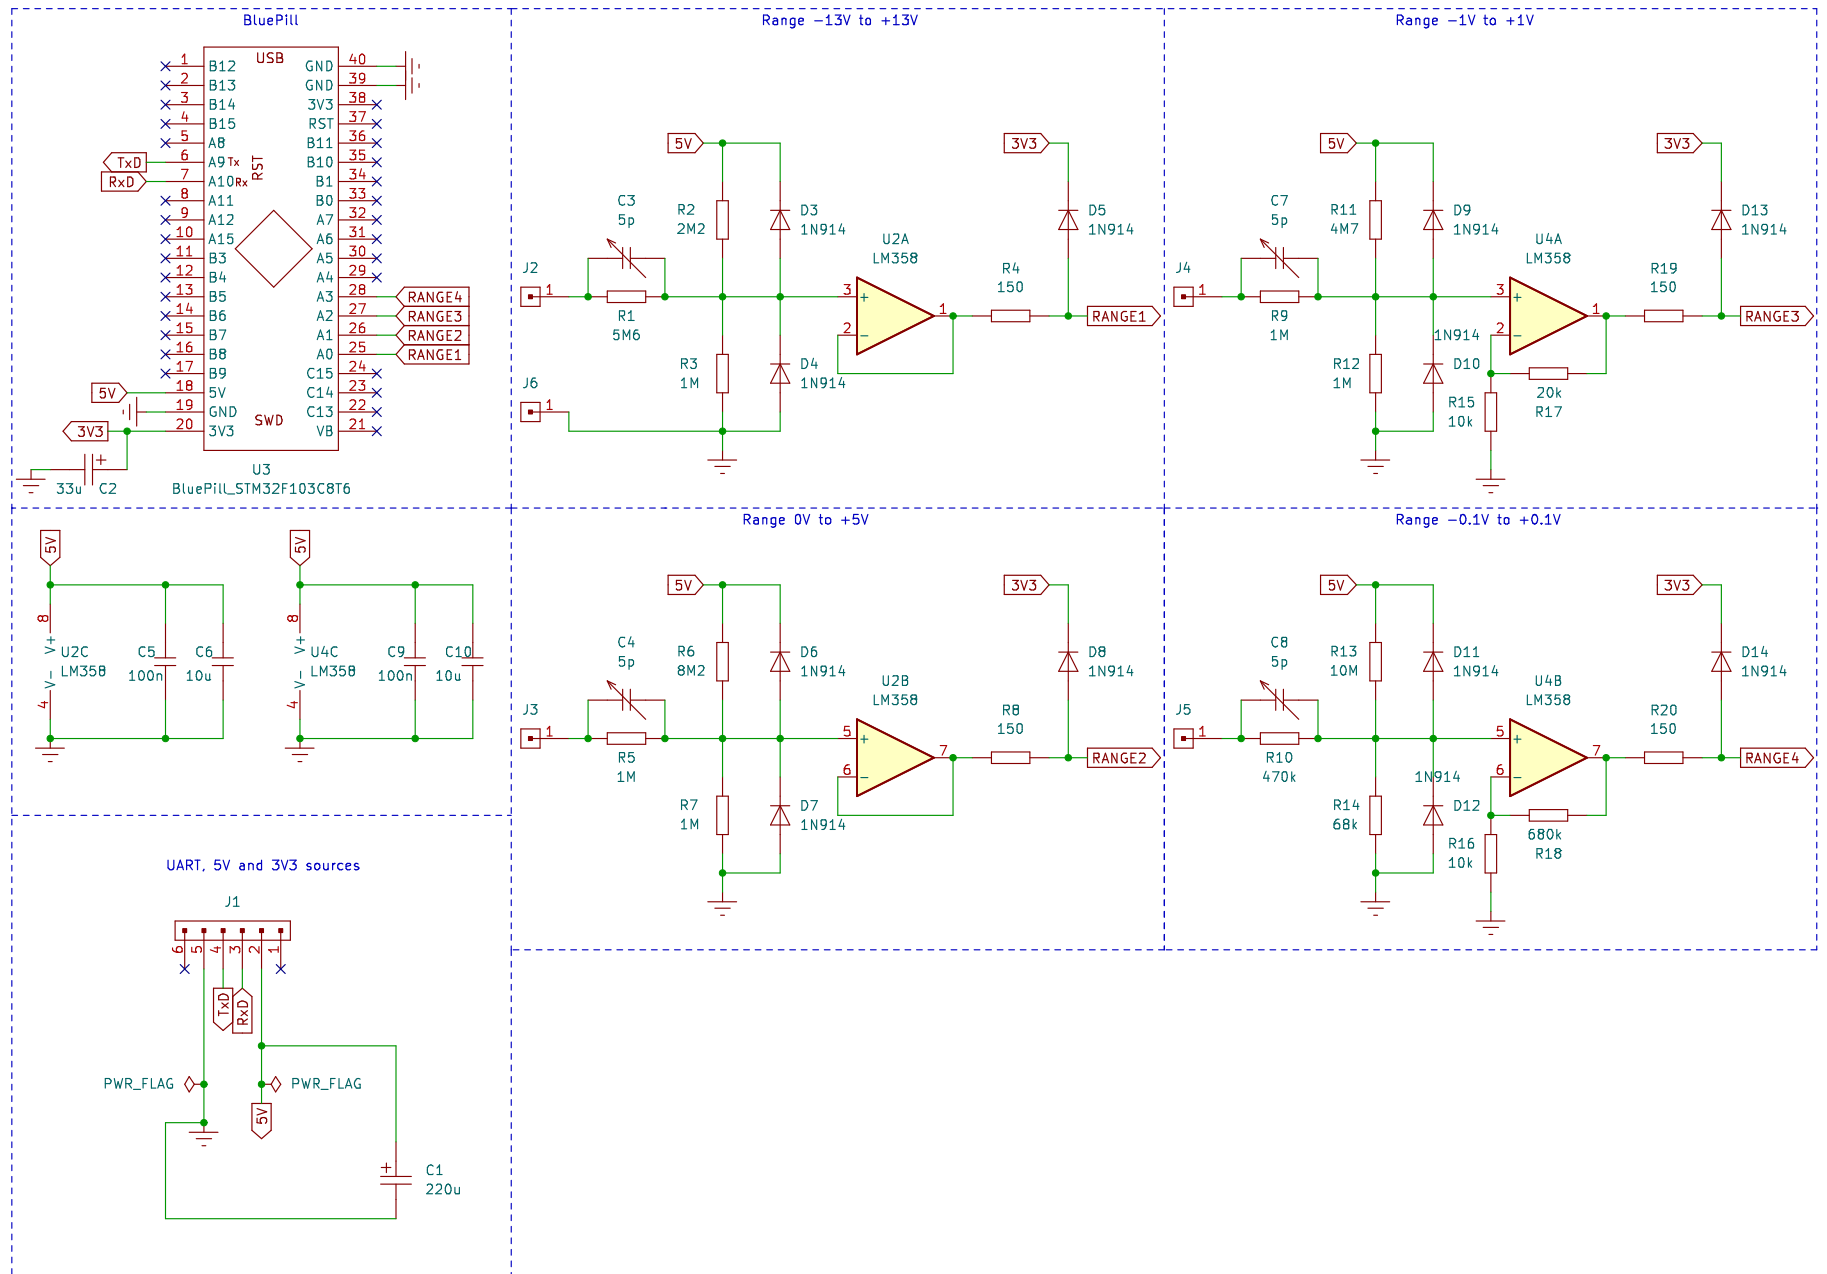 BluePill
USB
1 B12 GND 40
2 B13 GND 39
3 B14 3V3 38
4 B15 RST 37
5 A8 B11 36
TxD 6 A9 Tx RST B10 35
RxD 7 A10 Rx B1 34
8 A11 B0 33
9 A12 A7 32
10 A15 A6 31
11 B3 A5 30
12 B4 A4 29
13 B5 A3 28 RANGE4
14 B6 A2 27 RANGE3
15 B7 A1 26 RANGE2
16 B8 A0 25 RANGE1
17 B9 C15 24
5V 18 5V C14 23
19 GND C13 22
3V3 20 3V3 VB 21
SWD
+
33u C2
U3
BluePill_STM32F103C8T6
Range -13V to +13V
5V
3V3
C3
5p
R2
2M2
D3
1N914
D5
1N914
U2A
LM358
J2
1
R1
5M6
3 +
2 -
1
R4
150
RANGE1
R3
1M
D4
1N914
J6
1
Range -1V to +1V
5V
3V3
C7
5p
R11
4M7
D9
1N914
D13
1N914
U4A
LM358
J4
1
R9
1M
3 +
2 -
1
R19
150
RANGE3
R12
1M
1N914
D10
R15
10k
20k
R17
5V
8
V+
V-
4
U2C
LM358
C5
100n
C6
10u
5V
8
V+
V-
4
U4C
LM358
C9
100n
C10
10u
Range 0V to +5V
5V
3V3
C4
5p
R6
8M2
D6
1N914
D8
1N914
U2B
LM358
J3
1
R5
1M
5 +
6 -
7
R8
150
RANGE2
R7
1M
D7
1N914
Range -0.1V to +0.1V
5V
3V3
C8
5p
R13
10M
D11
1N914
D14
1N914
U4B
LM358
J5
1
R10
470k
5 +
6 -
7
R20
150
RANGE4
R14
68k
1N914
D12
R16
10k
680k
R18
UART, 5V and 3V3 sources
J1
6 5 4 3 2 1
TxD RxD
PWR_FLAG PWR_FLAG
5V
+
C1
220u